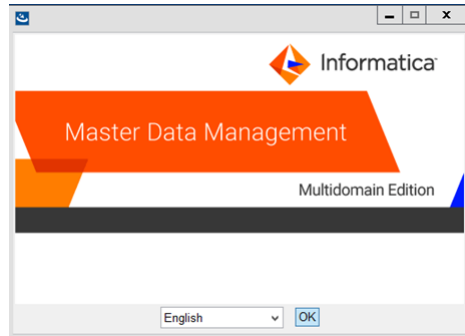 Informatica
Master Data Management
Multidomain Edition
English
OK